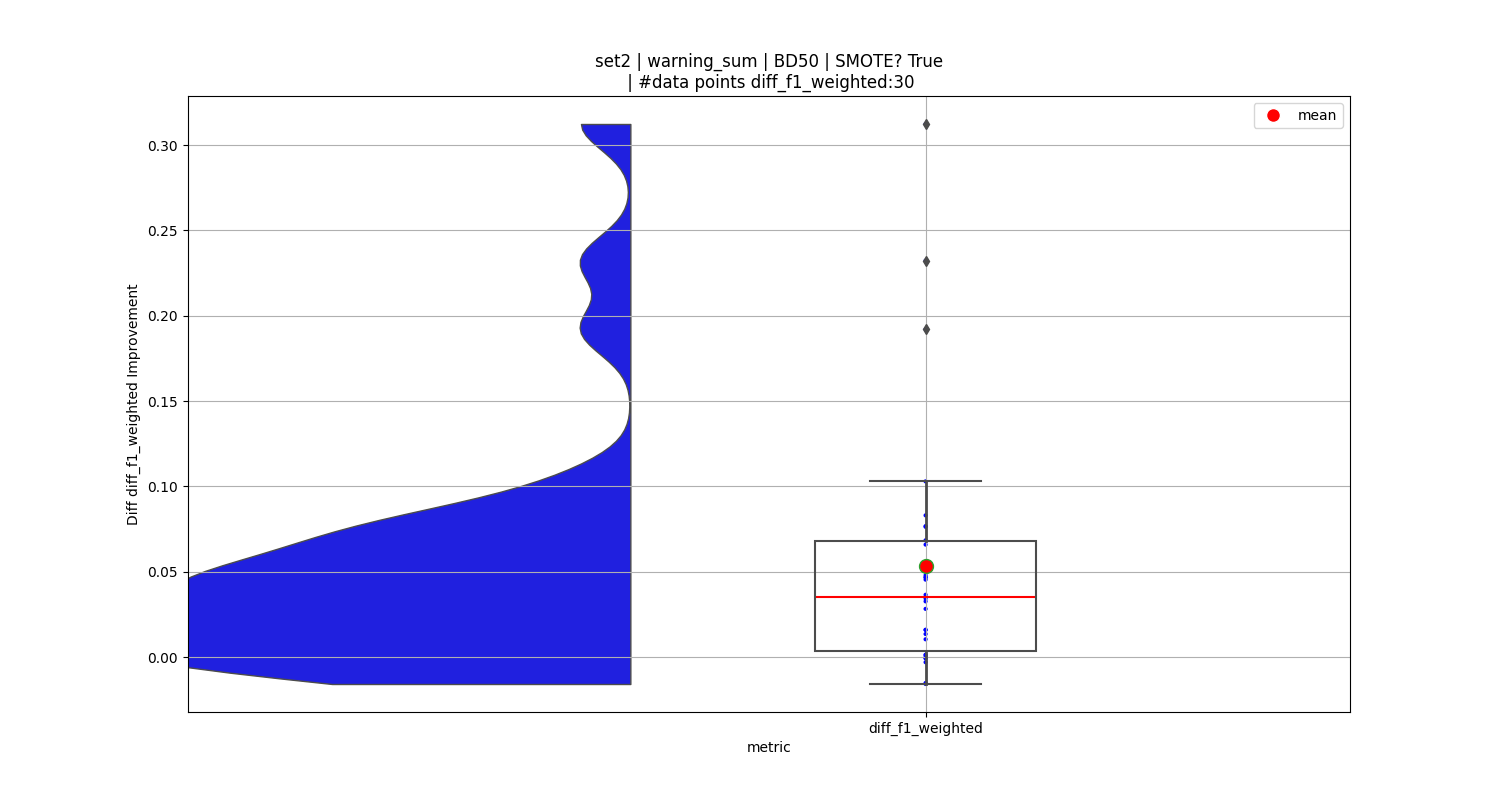 set2 | warning_sum | BD50 | SMOTE? True
| #data points diff_f1_weighted:30
mean
0.30
0.25
0.20
0.15
0.10
0.05
0.00
Diff diff_f1_weighted Improvement
diff_f1_weighted
metric